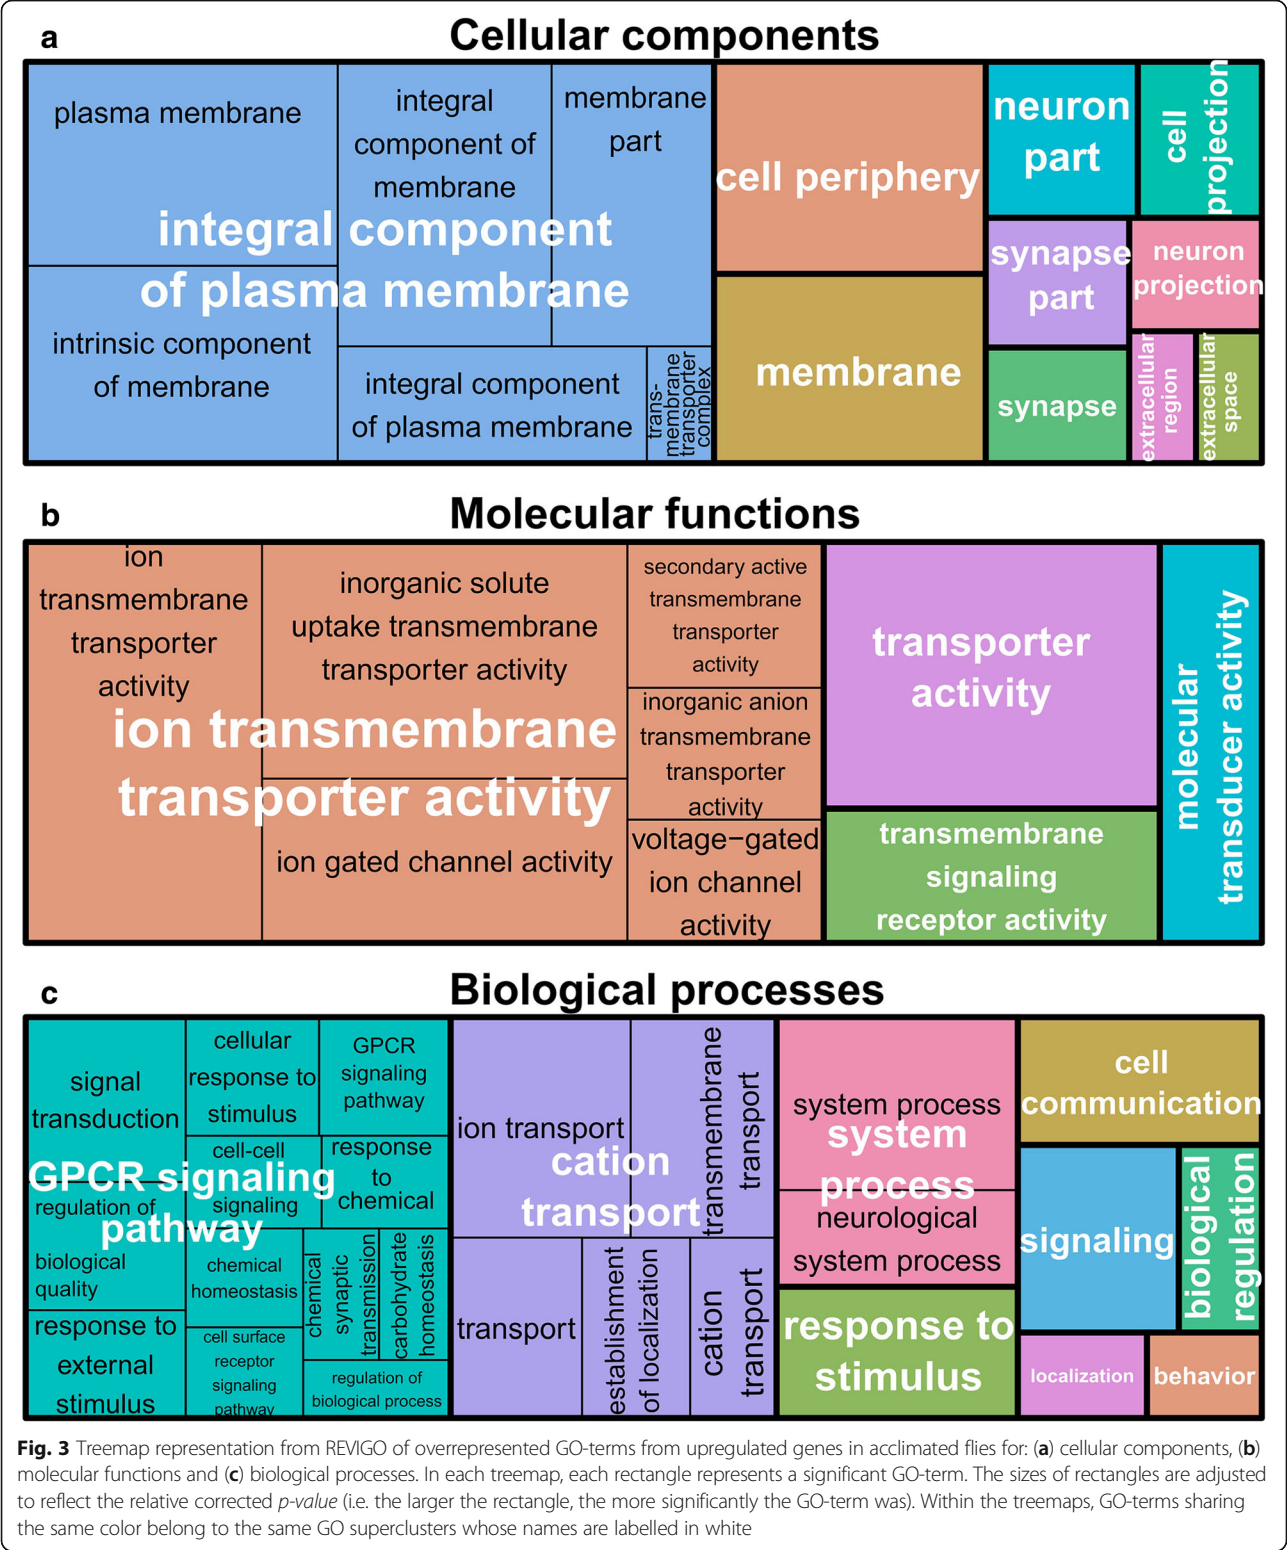 a
Cellular components
plasma membrane
integral
component of
membrane
membrane
part
intrinsic component
of membrane
integral component
of plasma membrane
trans-
membrane
transporter
complex
integral component
of plasma membrane
cell periphery
membrane
neuron
part
cell
projection
synapse
part
neuron
projection
synapse
extracellular
region
extracellular
space
b
Molecular functions
ion
transmembrane
transporter
activity
inorganic solute
uptake transmembrane
transporter activity
ion gated channel activity
secondary active
transmembrane
transporter
activity
inorganic anion
transmembrane
transporter
activity
voltage−gated
ion channel
activity
ion transmembrane
transporter activity
transporter
activity
transmembrane
signaling
receptor activity
molecular
transducer activity
c
Biological processes
signal
transduction
cellular
response to
stimulus
GPCR
signaling
pathway
cell-cell
signaling
response
to
chemical
regulation of
biological
quality
chemical
homeostasis
chemical
synaptic
transmission
carbohydrate
homeostasis
response to
external
stimulus
cell surface
receptor
signaling
pathway
regulation of
biological process
GPCR signaling
pathway
ion transport
transmembrane
transport
transport
establishment
of localization
cation
transport
cation
transport
system process
system
process
neurological
system process
response to
stimulus
cell
communication
signaling
biological
regulation
localization
behavior
Fig. 3 Treemap representation from REVIGO of overrepresented GO-terms from upregulated genes in acclimated flies for: (a) cellular components, (b)
molecular functions and (c) biological processes. In each treemap, each rectangle represents a significant GO-term. The sizes of rectangles are adjusted
to reflect the relative corrected p-value (i.e. the larger the rectangle, the more significantly the GO-term was). Within the treemaps, GO-terms sharing
the same color belong to the same GO superclusters whose names are labelled in white